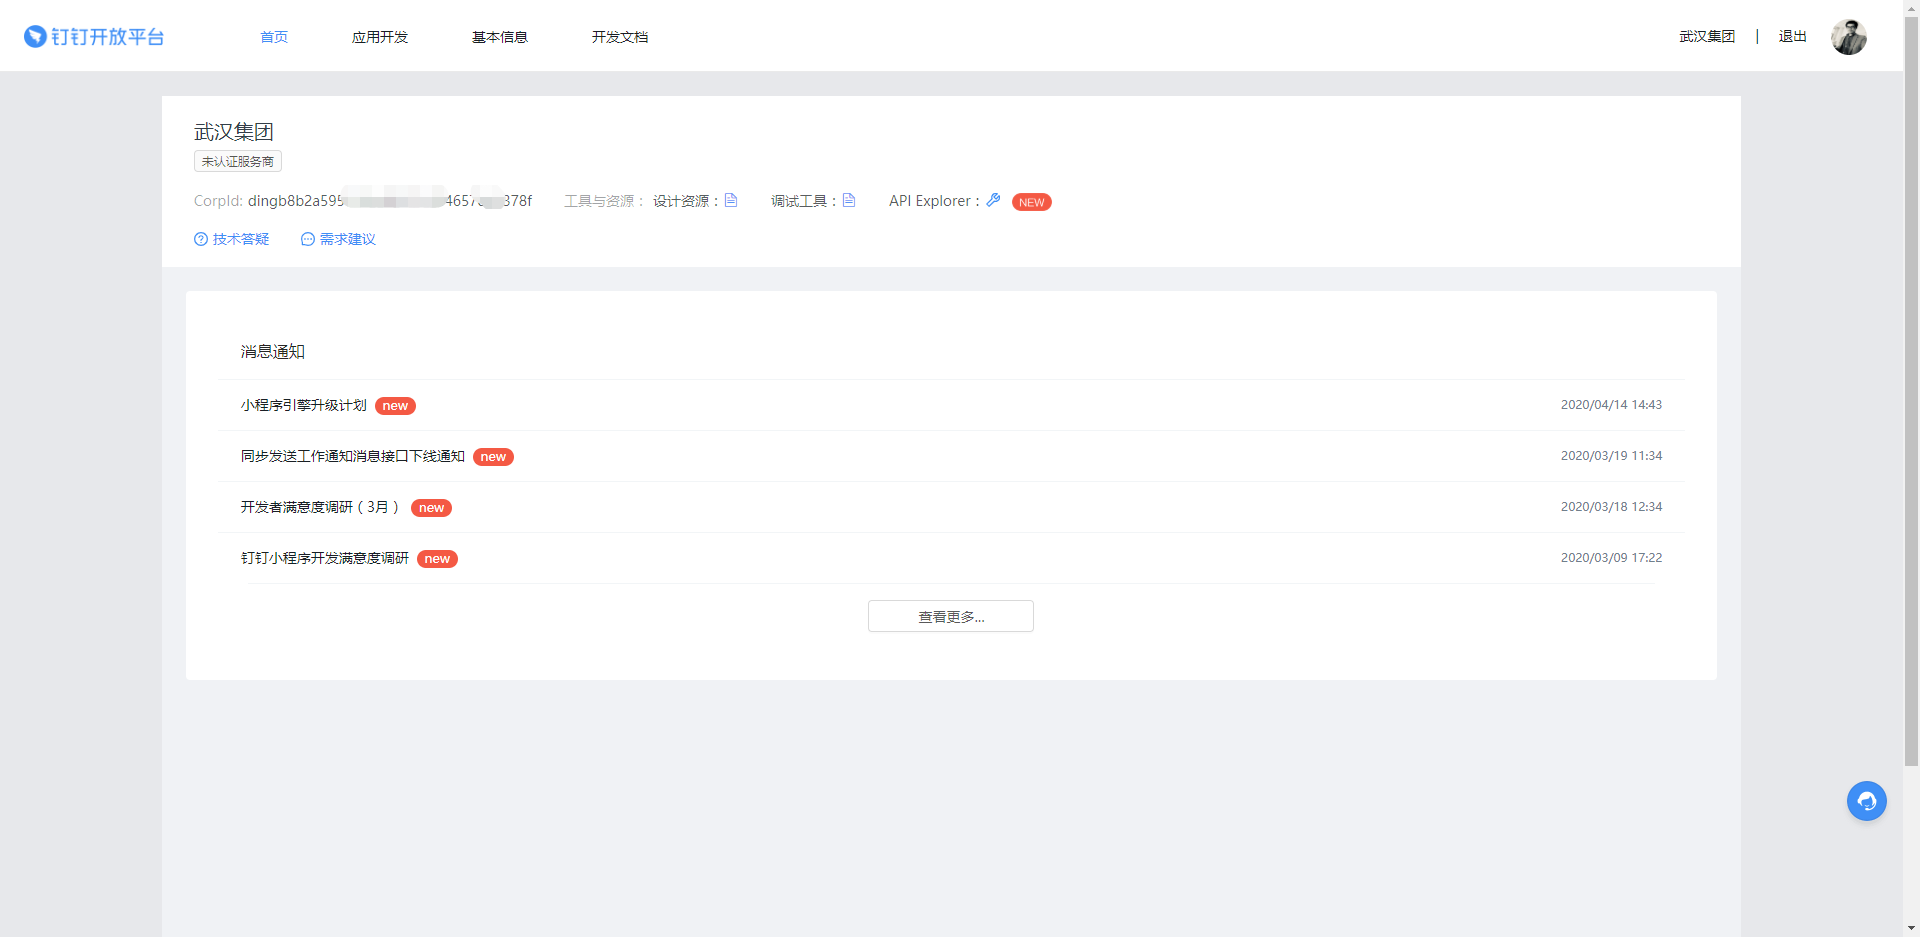 钉钉开放平台 首页 应用开发 基本信息 开发文档 武汉集团 | 退出
武汉集团
未认证服务商
CorpId: dingb8b2a595 4657 378f 工具与资源： 设计资源： 调试工具： API Explorer： NEW
技术答疑 需求建议
消息通知
小程序引擎升级计划 new 2020/04/14 14:43
同步发送工作通知消息接口下线通知 new 2020/03/19 11:34
开发者满意度调研（3月） new 2020/03/18 12:34
钉钉小程序开发满意度调研 new 2020/03/09 17:22
查看更多...